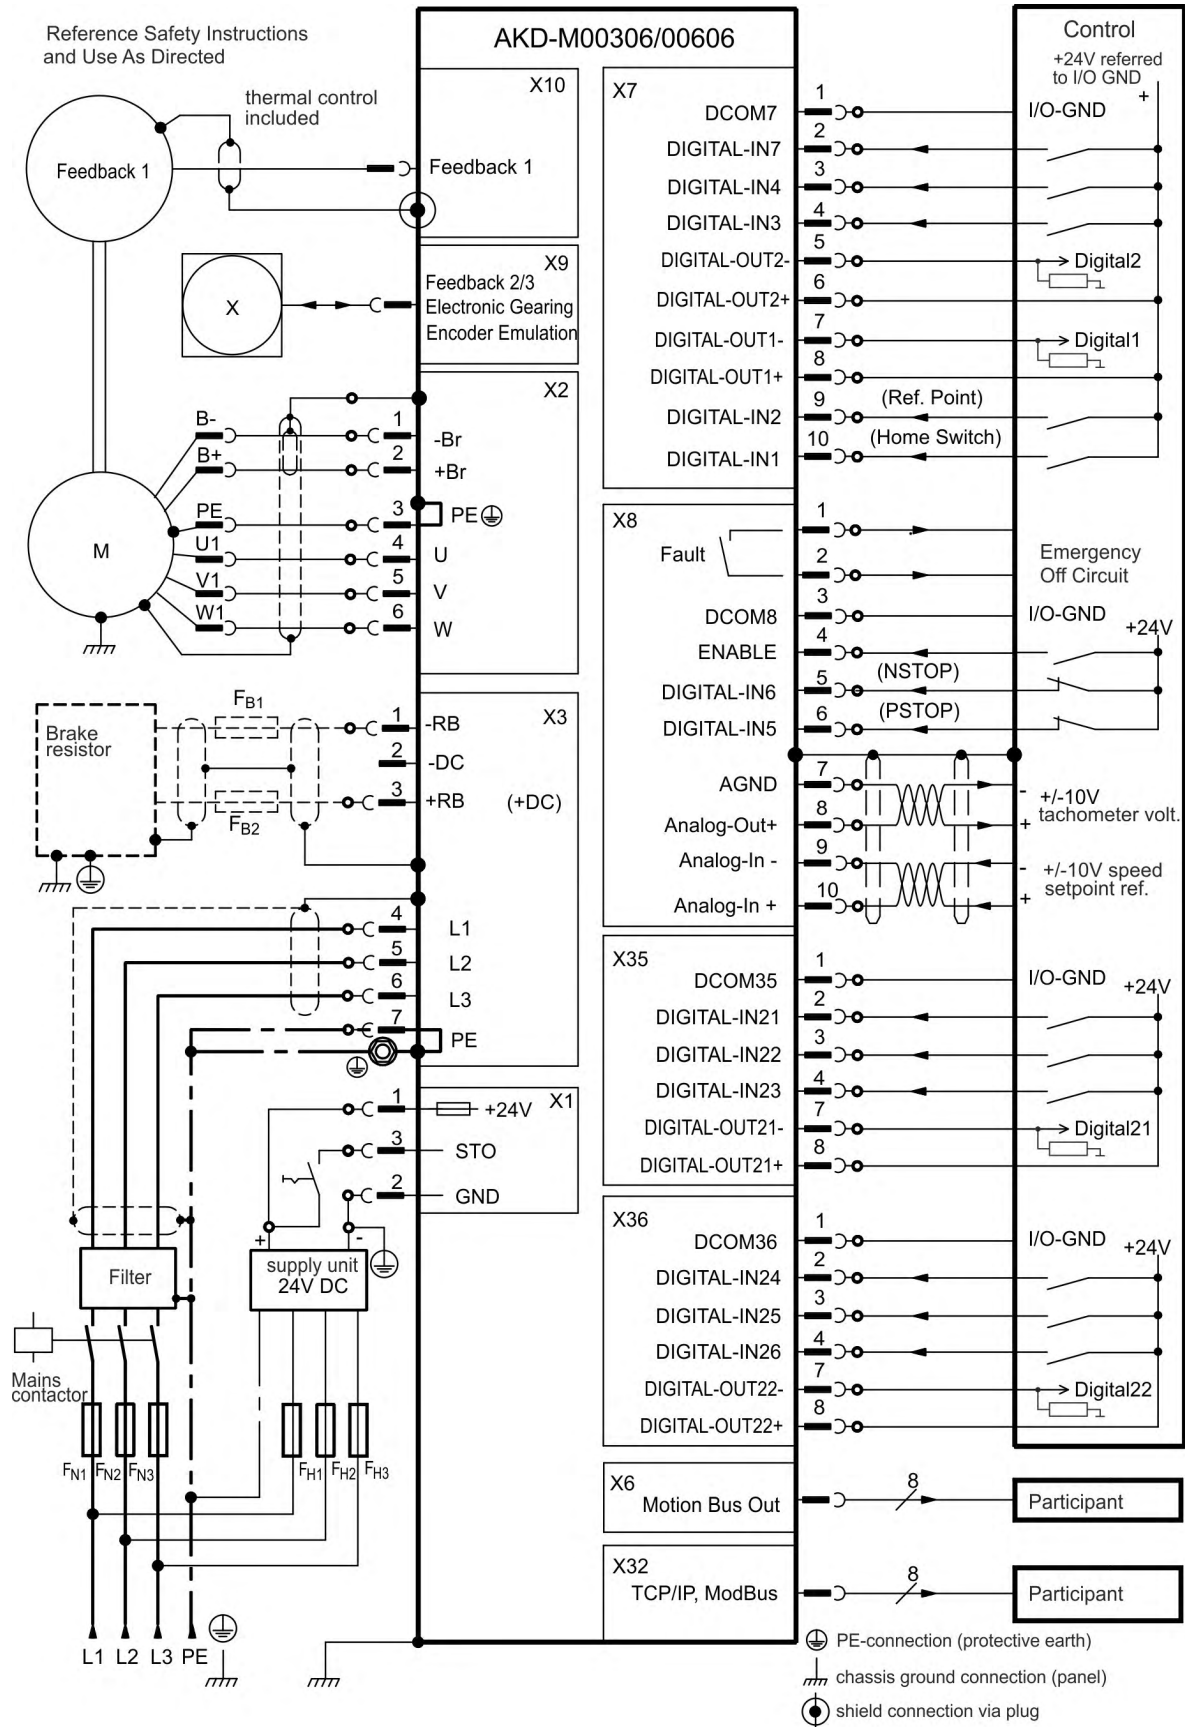 Reference Safety Instructions
and Use As Directed
AKD-M00306/00606
Control
+24V referred
to I/O GND
+
X10
thermal control
included
Feedback 1
Feedback 1
X9
X
Feedback 2/3
Electronic Gearing
Encoder Emulation
X2
B-
1
-Br
B+
2
+Br
PE
3
PE
M
U1
4
U
V1
5
V
W1
6
W
X3
FB1
Brake
resistor
1
-RB
2
-DC
3
+RB
(+DC)
FB2
4
L1
5
L2
6
L3
7
PE
X1
1
+24V
3
STO
2
GND
+
-
supply unit
24V DC
Filter
Mains
contactor
FN1
FN2
FN3
FH1
FH2
FH3
L1
L2
L3
PE
X7
DCOM7
1
I/O-GND
DIGITAL-IN7
2
DIGITAL-IN4
3
DIGITAL-IN3
4
DIGITAL-OUT2-
5
Digital2
DIGITAL-OUT2+
6
DIGITAL-OUT1-
7
Digital1
DIGITAL-OUT1+
8
DIGITAL-IN2
9
(Ref. Point)
DIGITAL-IN1
10
(Home Switch)
X8
Fault
1
2
Emergency
Off Circuit
DCOM8
3
I/O-GND
+24V
ENABLE
4
DIGITAL-IN6
5
(NSTOP)
DIGITAL-IN5
6
(PSTOP)
AGND
7
-
+/-10V
tachometer volt.
Analog-Out+
8
+
Analog-In -
9
-
+/-10V speed
setpoint ref.
Analog-In +
10
+
X35
DCOM35
1
I/O-GND
+24V
DIGITAL-IN21
2
DIGITAL-IN22
3
DIGITAL-IN23
4
DIGITAL-OUT21-
7
Digital21
DIGITAL-OUT21+
8
X36
DCOM36
1
I/O-GND
+24V
DIGITAL-IN24
2
DIGITAL-IN25
3
DIGITAL-IN26
4
DIGITAL-OUT22-
7
Digital22
DIGITAL-OUT22+
8
X6
Motion Bus Out
8
Participant
X32
TCP/IP, ModBus
8
Participant
PE-connection (protective earth)
chassis ground connection (panel)
shield connection via plug